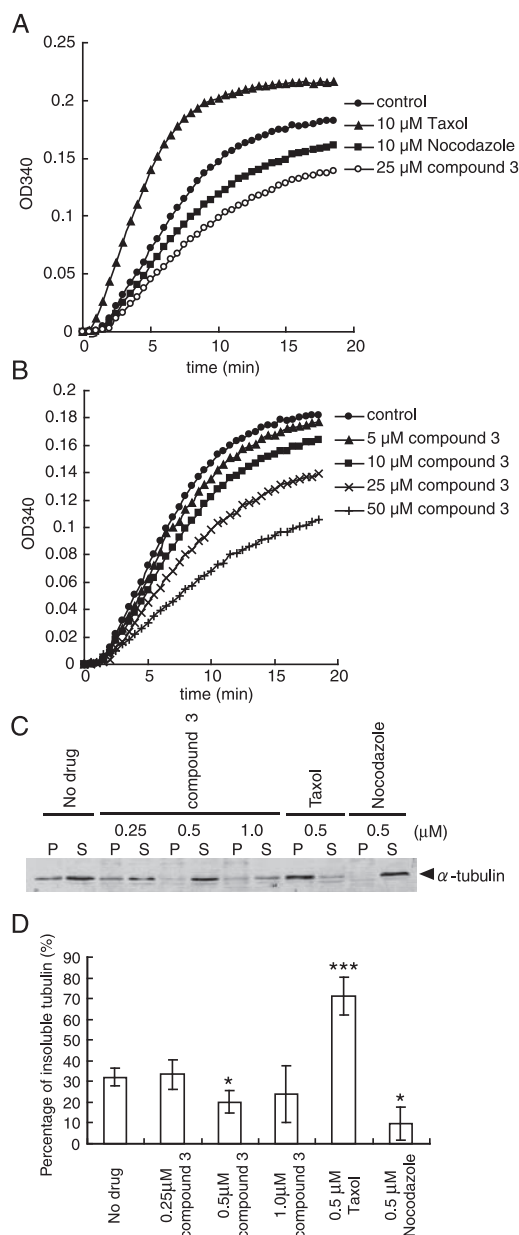 A
0.25
0.2
0.15
0.1
0.05
0
OD340
0 5 10 15 20
time (min)
control
10 µM Taxol
10 µM Nocodazole
25 µM compound 3
B
0.2
0.18
0.16
0.14
0.12
0.1
0.08
0.06
0.04
0.02
0
OD340
0 5 10 15 20
time (min)
control
5 µM compound 3
10 µM compound 3
25 µM compound 3
50 µM compound 3
C
No drug
compound 3
Taxol
Nocodazole
0.25 0.5 1.0 0.5 0.5 (µM)
P S P S P S P S P S P S
α-tubulin
D
Percentage of insoluble tubulin (%)
90
80
70
60
50
40
30
20
10
0
*
***
*
No drug
0.25µM
compound 3
0.5µM
compound 3
1.0µM
compound 3
0.5 µM
Taxol
0.5 µM
Nocodazole